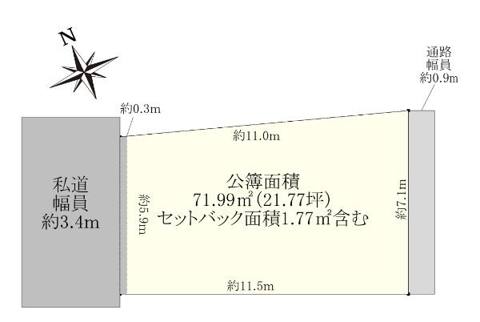 N
通路
幅員
約0.9m
約0.3m
約11.0m
私道
幅員
約3.4m
約5.9m
公簿面積
71.99㎡(21.77坪)
セットバック面積1.77㎡含む
約7.1m
約11.5m